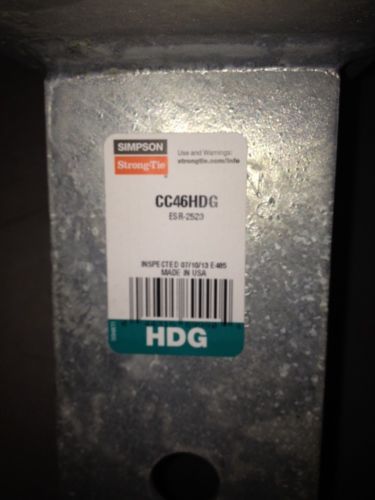 SIMPSON
Strong-Tie
Use and Warnings:
strongtie.com/info
CC46HDG
ESR-2523
INSPECTED 07/10/13 E485
MADE IN USA
HDG